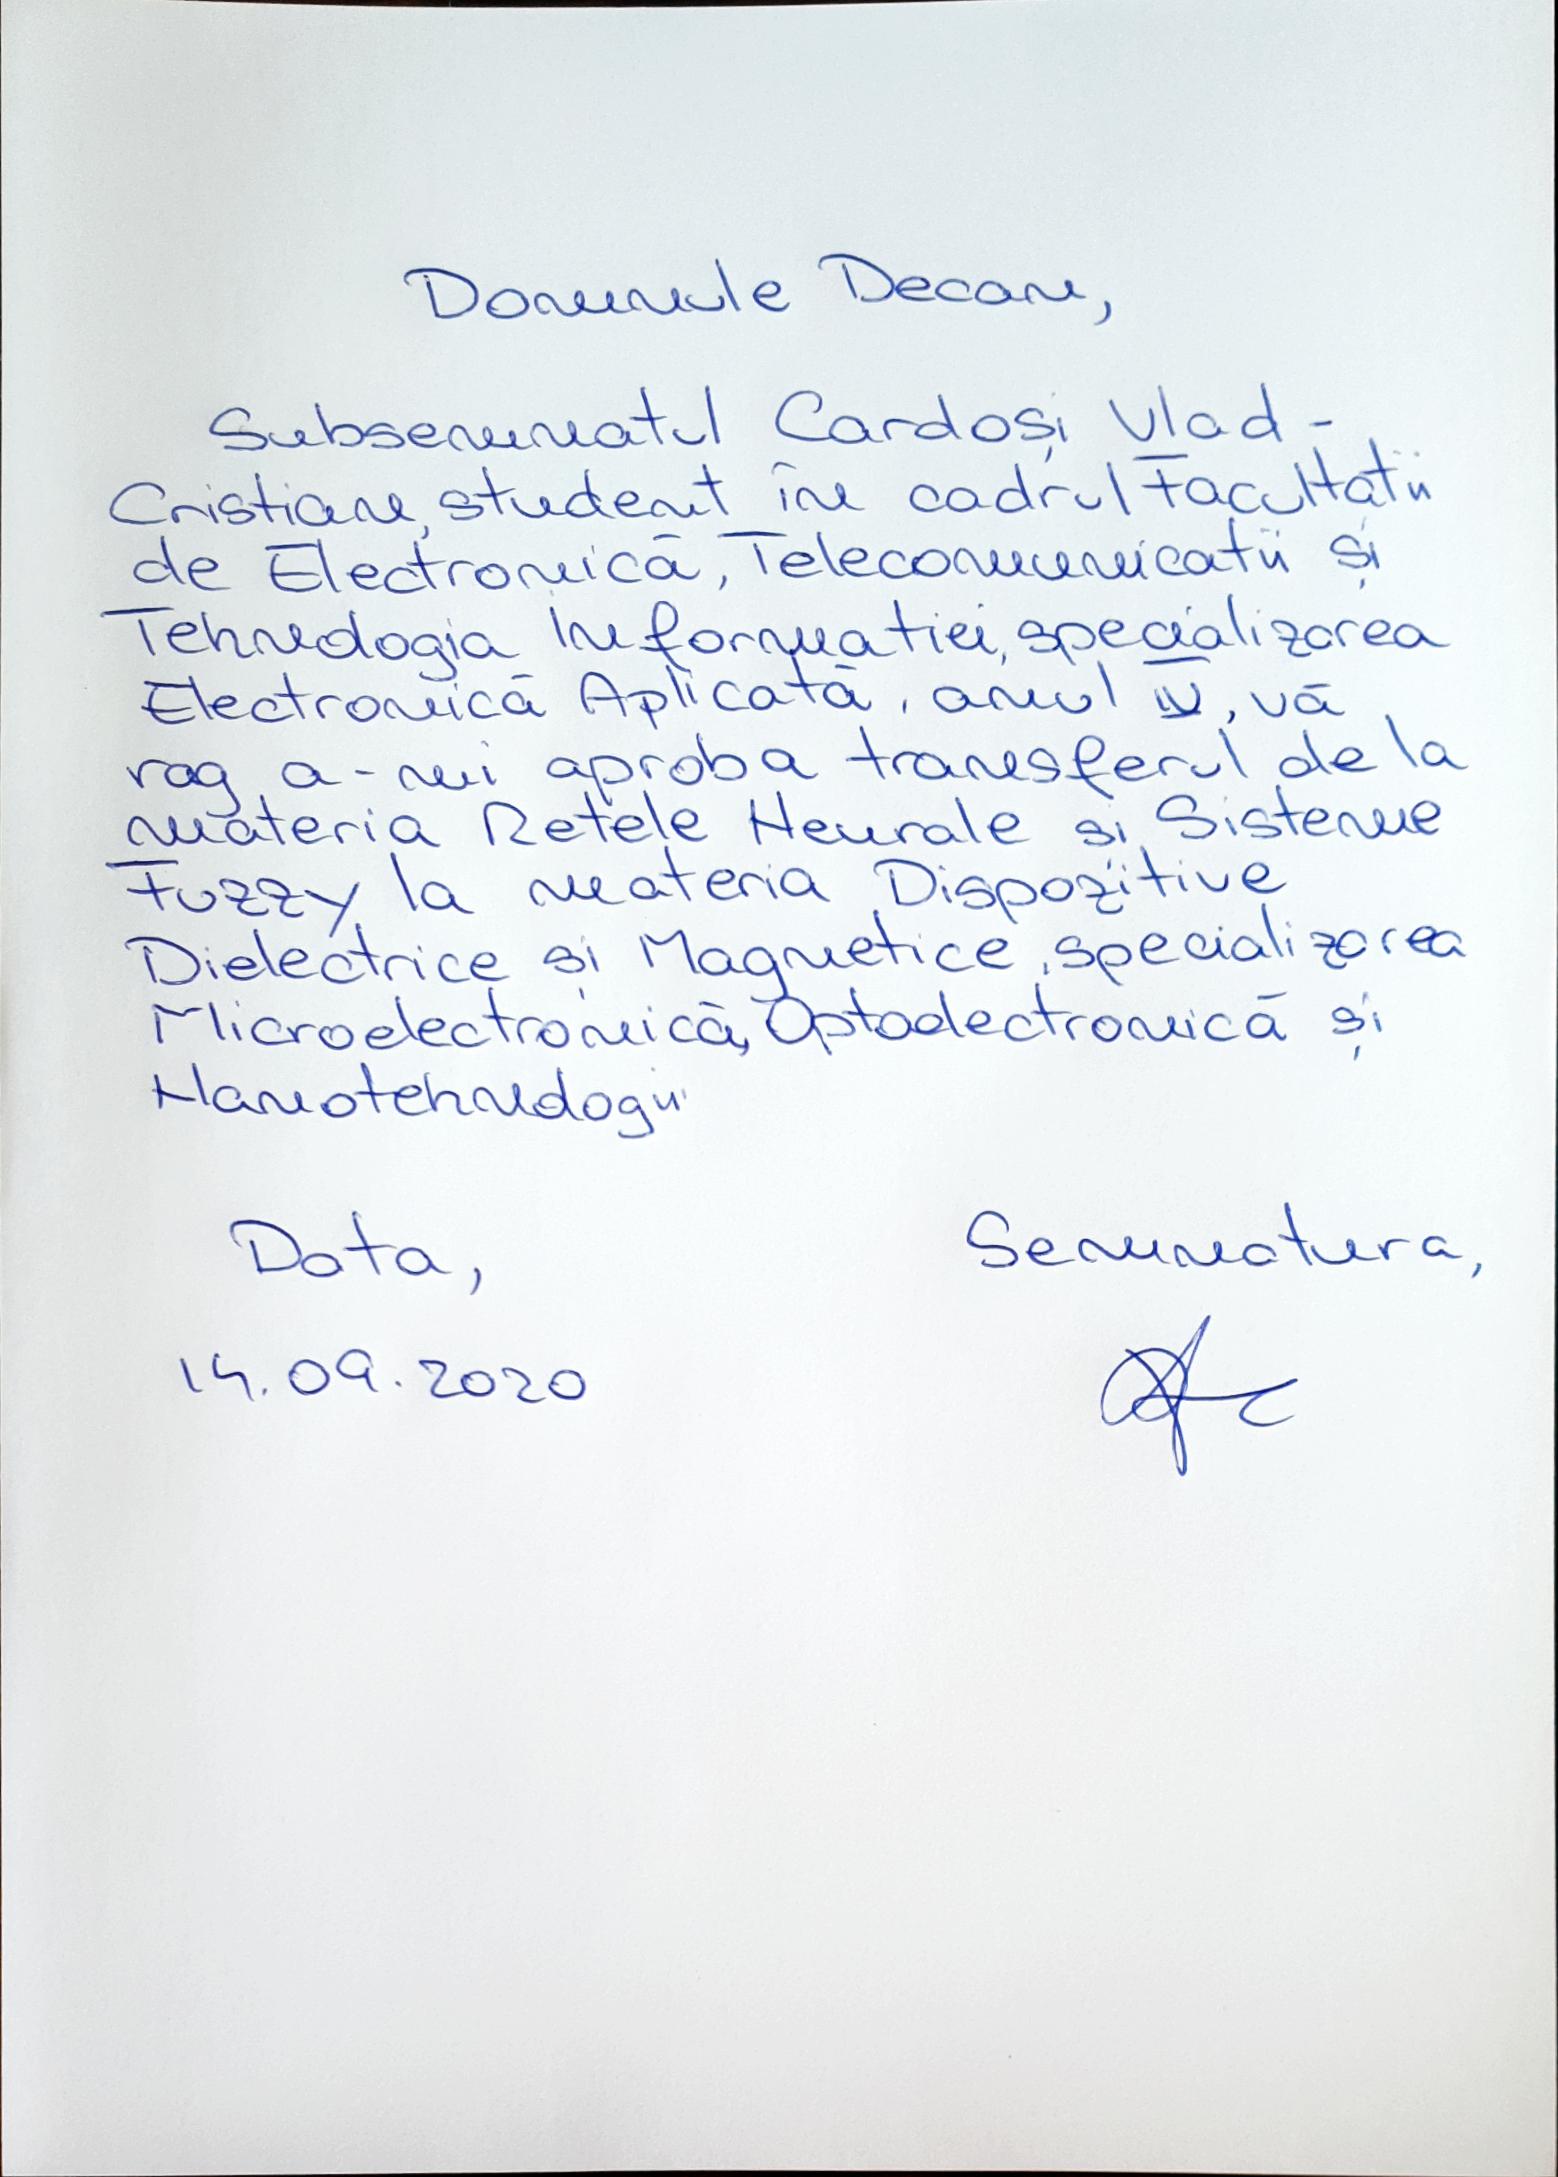 Domnule Decan,
Subsemnatul Cardoși Vlad-
Cristian, student în cadrul Facultății
de Electronică, Telecomunicații și
Tehnologia Informatiei, specializarea
Electronică Aplicată, anul IV, vă
rog a-mi aproba transferul de la
materia Retele Neurale și Sisteme
Fuzzy la materia Dispozitive
Dielectrice și Magnetice, specializarea
Microelectronică, Optoelectronică și
Nanotehnologii
Data,
Semnatura,
14.09.2020